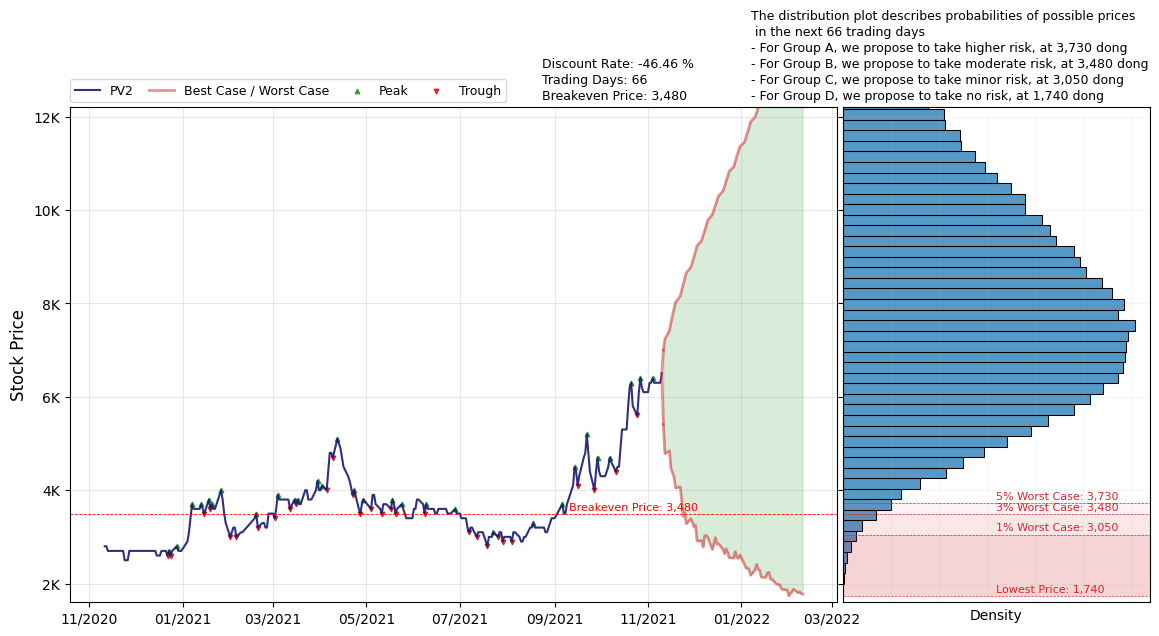 The distribution plot describes probabilities of possible prices
in the next 66 trading days
- For Group A, we propose to take higher risk, at 3,730 dong
- For Group B, we propose to take moderate risk, at 3,480 dong
- For Group C, we propose to take minor risk, at 3,050 dong
- For Group D, we propose to take no risk, at 1,740 dong
Discount Rate: -46.46 %
Trading Days: 66
Breakeven Price: 3,480
PV2
Best Case / Worst Case
Peak
Trough
Stock Price
12K
10K
8K
6K
4K
2K
Breakeven Price: 3,480
5% Worst Case: 3,730
3% Worst Case: 3,480
1% Worst Case: 3,050
Lowest Price: 1,740
11/2020
01/2021
03/2021
05/2021
07/2021
09/2021
11/2021
01/2022
03/2022
Density